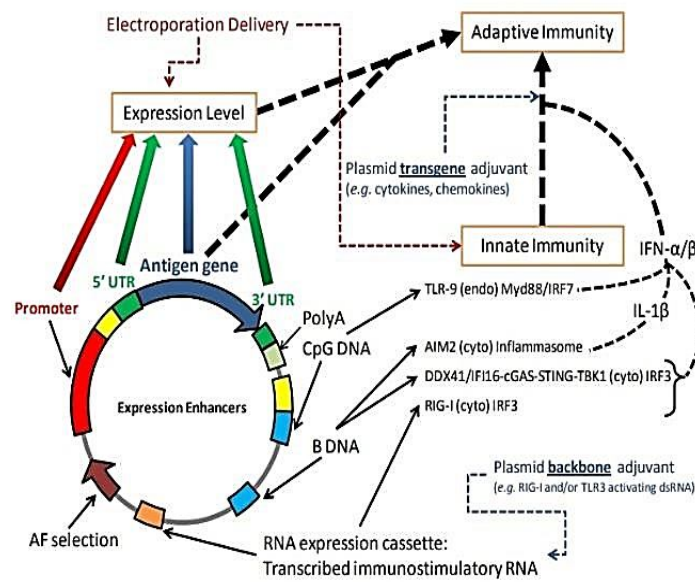 Electroporation Delivery
Adaptive Immunity
Expression Level
Plasmid transgene adjuvant
(e.g. cytokines, chemokines)
Innate Immunity
IFN-α/β
5' UTR
Antigen gene
3' UTR
Promoter
PolyA
CpG DNA
TLR-9 (endo) Myd88/IRF7
IL-1β
AIM2 (cyto) Inflammasome
DDX41/IFI16-cGAS-STING-TBK1 (cyto) IRF3
RIG-I (cyto) IRF3
Expression Enhancers
B DNA
Plasmid backbone adjuvant
(e.g. RIG-I and/or TLR3 activating dsRNA)
AF selection
RNA expression cassette:
Transcribed immunostimulatory RNA